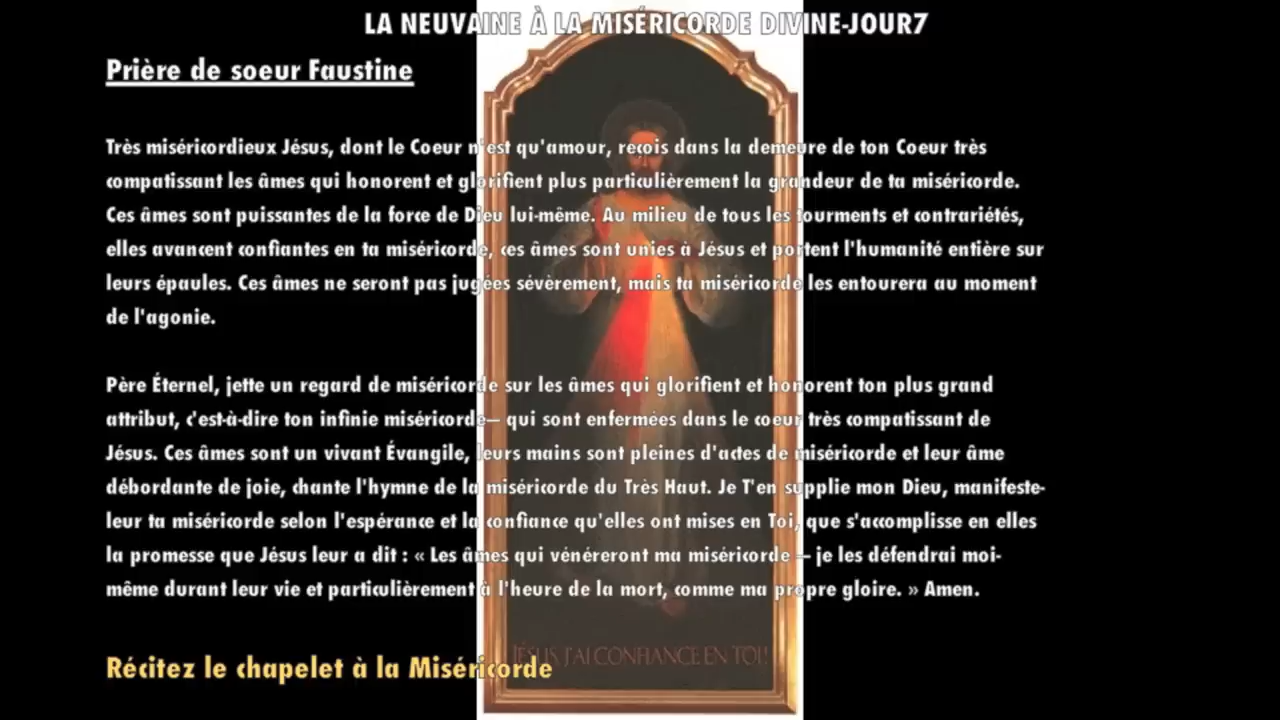 LA NEUVAINE À LA MISÉRICORDE DIVINE-JOUR7
Prière de soeur Faustine
Très miséricordieux Jésus, dont le Coeur n'est qu'amour, reçois dans la demeure de ton Coeur très
compatissant les âmes qui honorent et glorifient plus particulièrement la grandeur de ta miséricorde.
Ces âmes sont puissantes de la force de Dieu lui-même. Au milieu de tous les tourments et contrariétés,
elles avancent confiantes en ta miséricorde, ces âmes sont unies à Jésus et portent l'humanité entière sur
leurs épaules. Ces âmes ne seront pas jugées sévèrement, mais ta miséricorde les entourera au moment
de l'agonie.
Père Éternel, jette un regard de miséricorde sur les âmes qui glorifient et honorent ton plus grand
attribut, c'est-à-dire ton infinie miséricorde— qui sont enfermées dans le coeur très compatissant de
Jésus. Ces âmes sont un vivant Évangile, leurs mains sont pleines d'actes de miséricorde et leur âme
débordante de joie, chante l'hymne de la miséricorde du Très Haut. Je T'en supplie mon Dieu, manifeste-
leur ta miséricorde selon l'espérance et la confiance qu'elles ont mises en Toi, que s'accomplisse en elles
la promesse que Jésus leur a dit : « Les âmes qui vénéreront ma miséricorde — je les défendrai moi-
même durant leur vie et particulièrement à l'heure de la mort, comme ma propre gloire. » Amen.
JÉSUS J'AI CONFIANCE EN TOI!
Récitez le chapelet à la Miséricorde